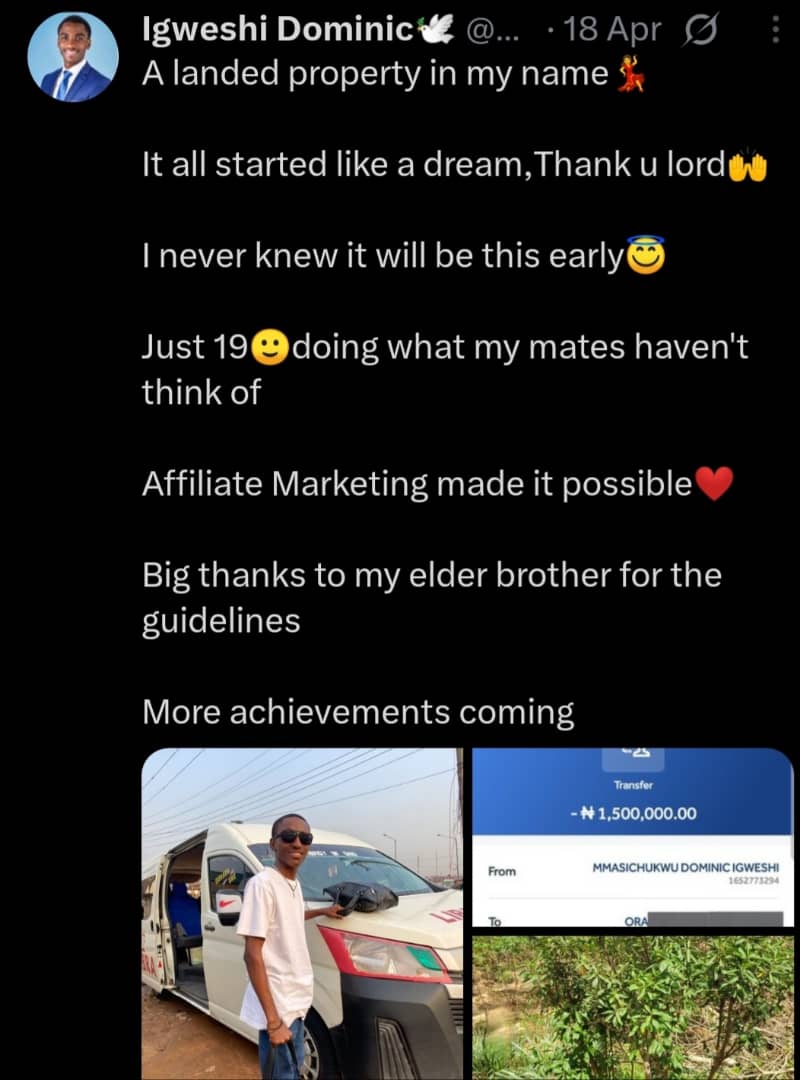 Igweshi Dominic🕊 @... · 18 Apr
A landed property in my name💃
It all started like a dream,Thank u lord🙌
I never knew it will be this early😇
Just 19🙂doing what my mates haven't
think of
Affiliate Marketing made it possible❤️
Big thanks to my elder brother for the
guidelines
More achievements coming
Transfer
-₦1,500,000.00
From MMASICHUKWU DOMINIC IGWESHI
1652773294
To ORA